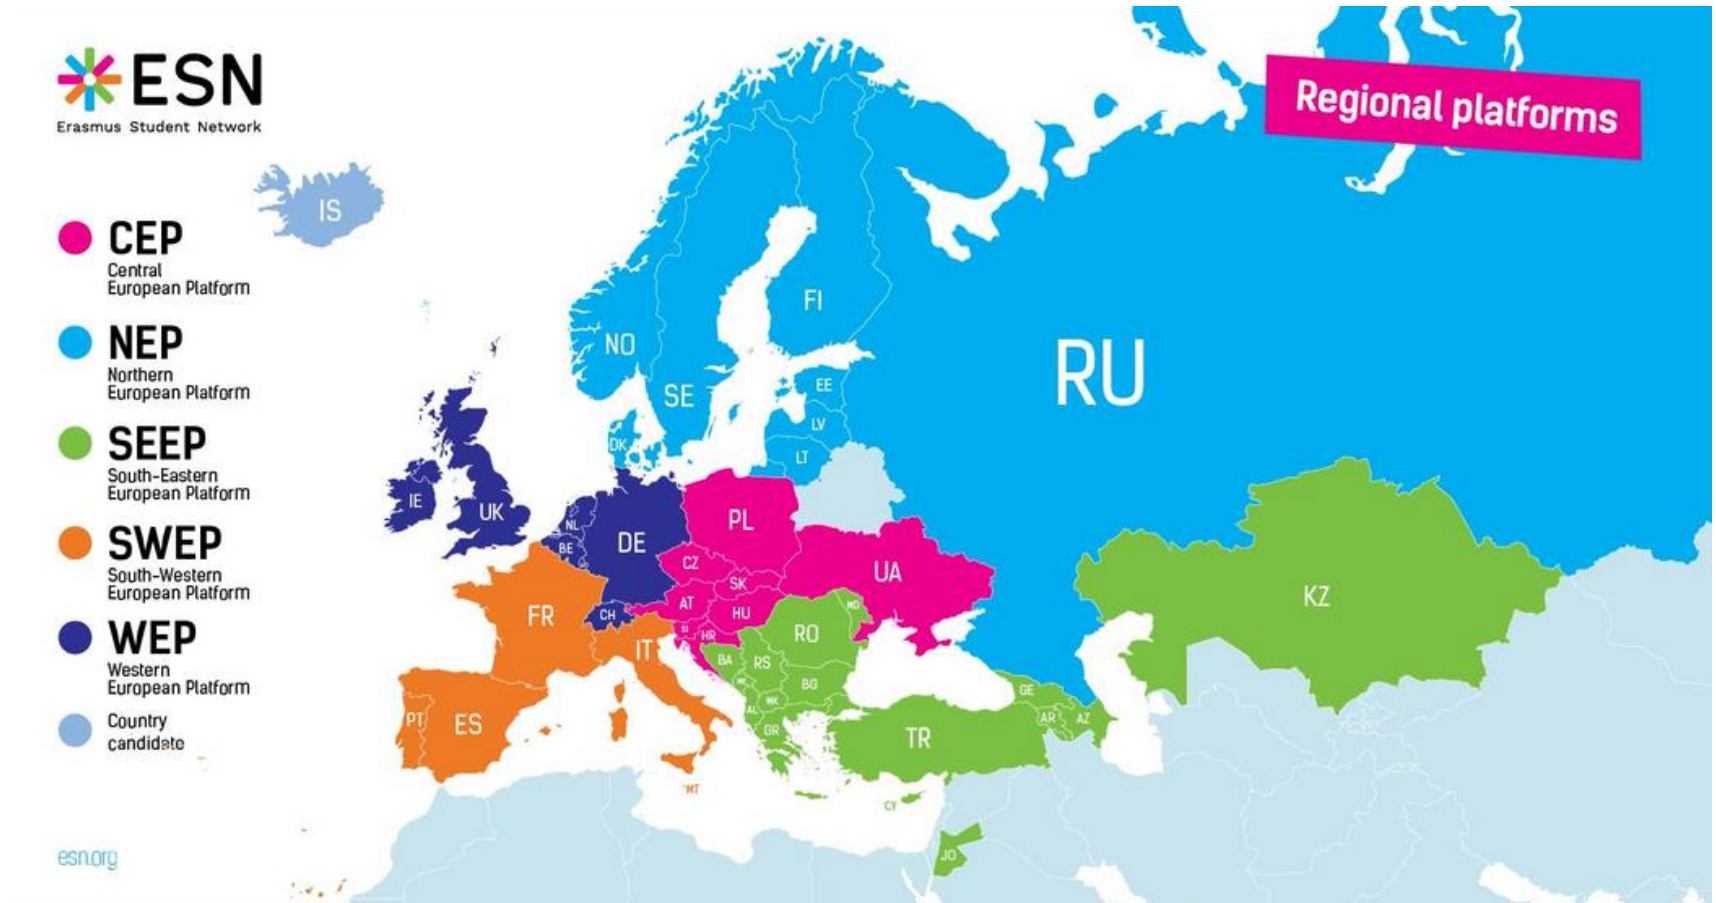 ESN
Erasmus Student Network
Regional platforms
CEP
Central
European Platform
NEP
Northern
European Platform
SEEP
South-Eastern
European Platform
SWEP
South-Western
European Platform
WEP
Western
European Platform
Country
candidate
esn.org
IS
NO
SE
FI
RU
EE
LV
LT
DK
IE
UK
NL
BE
DE
PL
CZ
SK
UA
AT
HU
CH
FR
SI
HR
IT
RO
MD
BA
RS
BG
MK
AL
GR
PT
ES
MT
TR
CY
GE
AR
AZ
KZ
JO